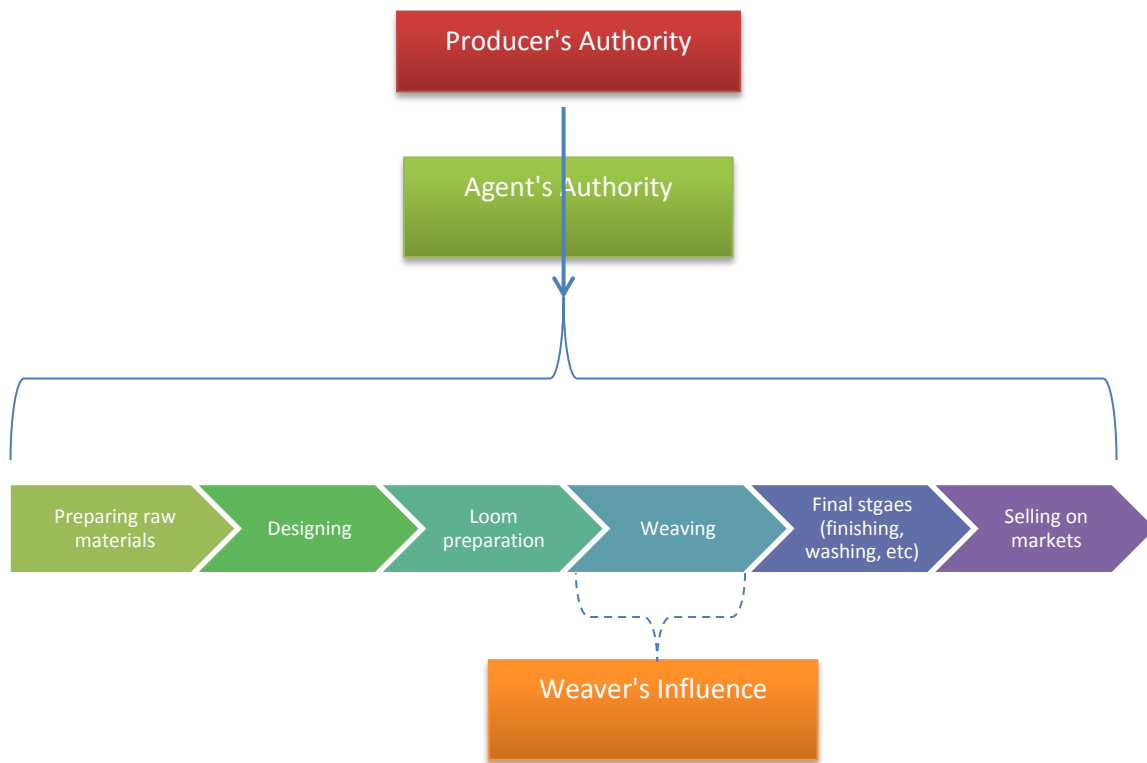 Producer's Authority
Agent's Authority
Preparing raw
materials
Designing
Loom
preparation
Weaving
Final stgaes
(finishing,
washing, etc)
Selling on
markets
Weaver's Influence